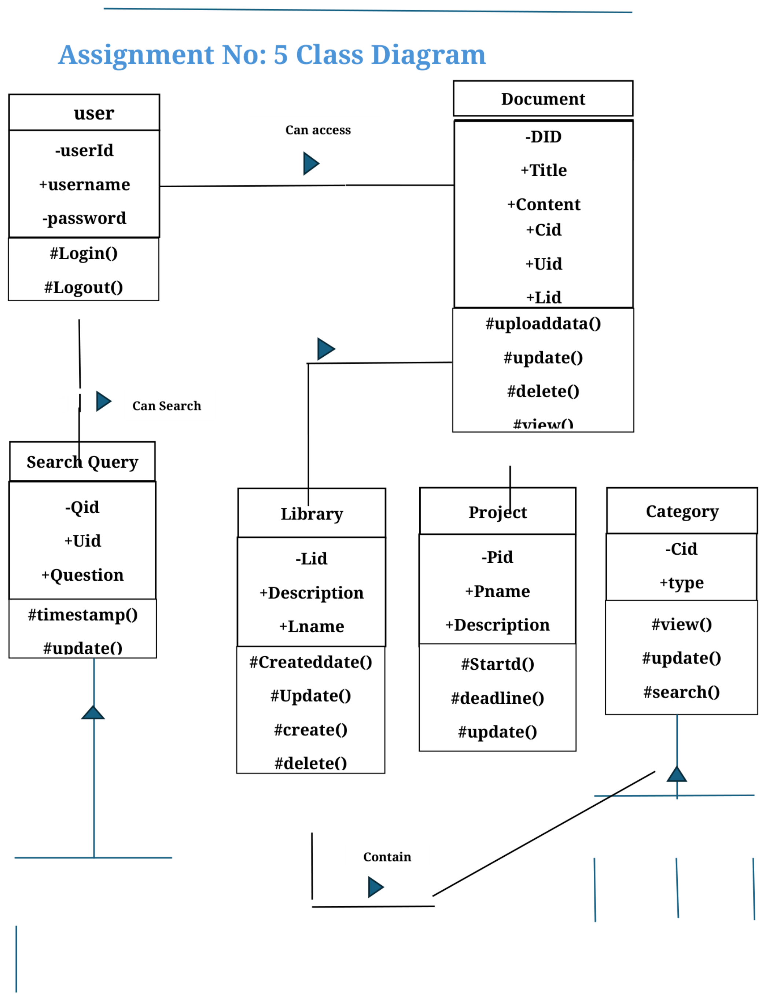 Assignment No: 5 Class Diagram
user
-userId
+username
-password
#Login()
#Logout()
Can access
Document
-DID
+Title
+Content
+Cid
+Uid
+Lid
#uploaddata()
#update()
#delete()
#view()
Can Search
Search Query
-Qid
+Uid
+Question
#timestamp()
#update()
Library
-Lid
+Description
+Lname
#Createddate()
#Update()
#create()
#delete()
Project
-Pid
+Pname
+Description
#Startd()
#deadline()
#update()
Category
-Cid
+type
#view()
#update()
#search()
Contain